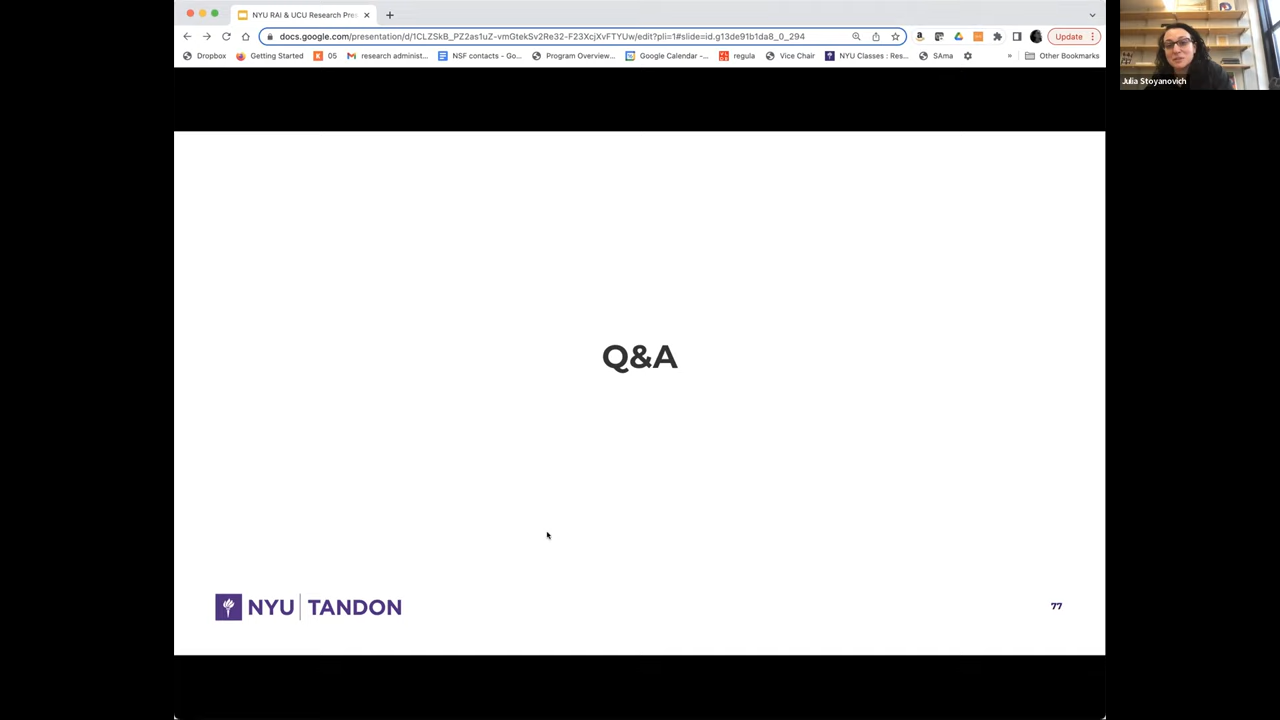 NYU RAI & UCU Research Pres
docs.google.com/presentation/d/1CLZSkB_PZ2as1uZ-vmGtekSv2Re32-F23XcjXvFTYUw/edit?pli=1#slide=id.g13de91b1da8_0_294
Update
Dropbox Getting Started 05 research administ... NSF contacts - Go... Program Overview... Google Calendar -... regula Vice Chair NYU Classes : Res... SAma » Other Bookmarks
Julia Stoyanovich
Q&A
NYU TANDON
77